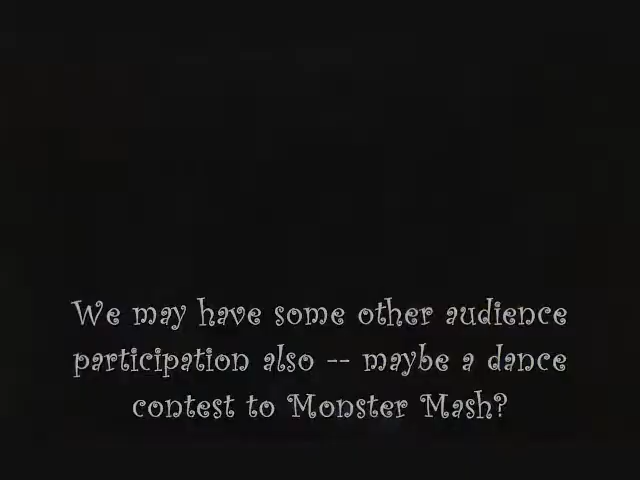 We may have some other audience
participation also -- maybe a dance
contest to Monster Mash?